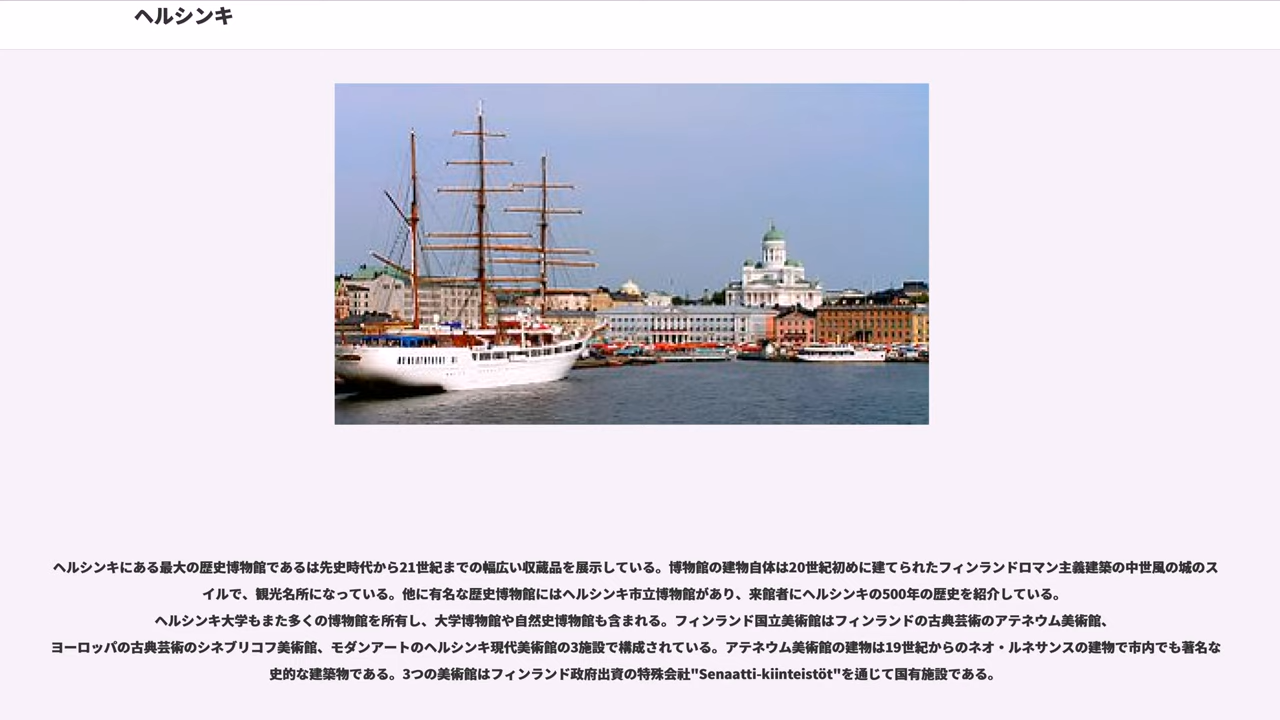 ヘルシンキ
ヘルシンキにある最大の歴史博物館であるは先史時代から21世紀までの幅広い収蔵品を展示している。博物館の建物自体は20世紀初めに建てられたフィンランドロマン主義建築の中世風の城のス
イルで、観光名所になっている。他に有名な歴史博物館にはヘルシンキ市立博物館があり、来館者にヘルシンキの500年の歴史を紹介している。
ヘルシンキ大学もまた多くの博物館を所有し、大学博物館や自然史博物館も含まれる。フィンランド国立美術館はフィンランドの古典芸術のアテネウム美術館、
ヨーロッパの古典芸術のシネブリコフ美術館、モダンアートのヘルシンキ現代美術館の3施設で構成されている。アテネウム美術館の建物は19世紀からのネオ・ルネサンスの建物で市内でも著名な
史的な建築物である。3つの美術館はフィンランド政府出資の特殊会社"Senaatti-kiinteistöt"を通じて国有施設である。